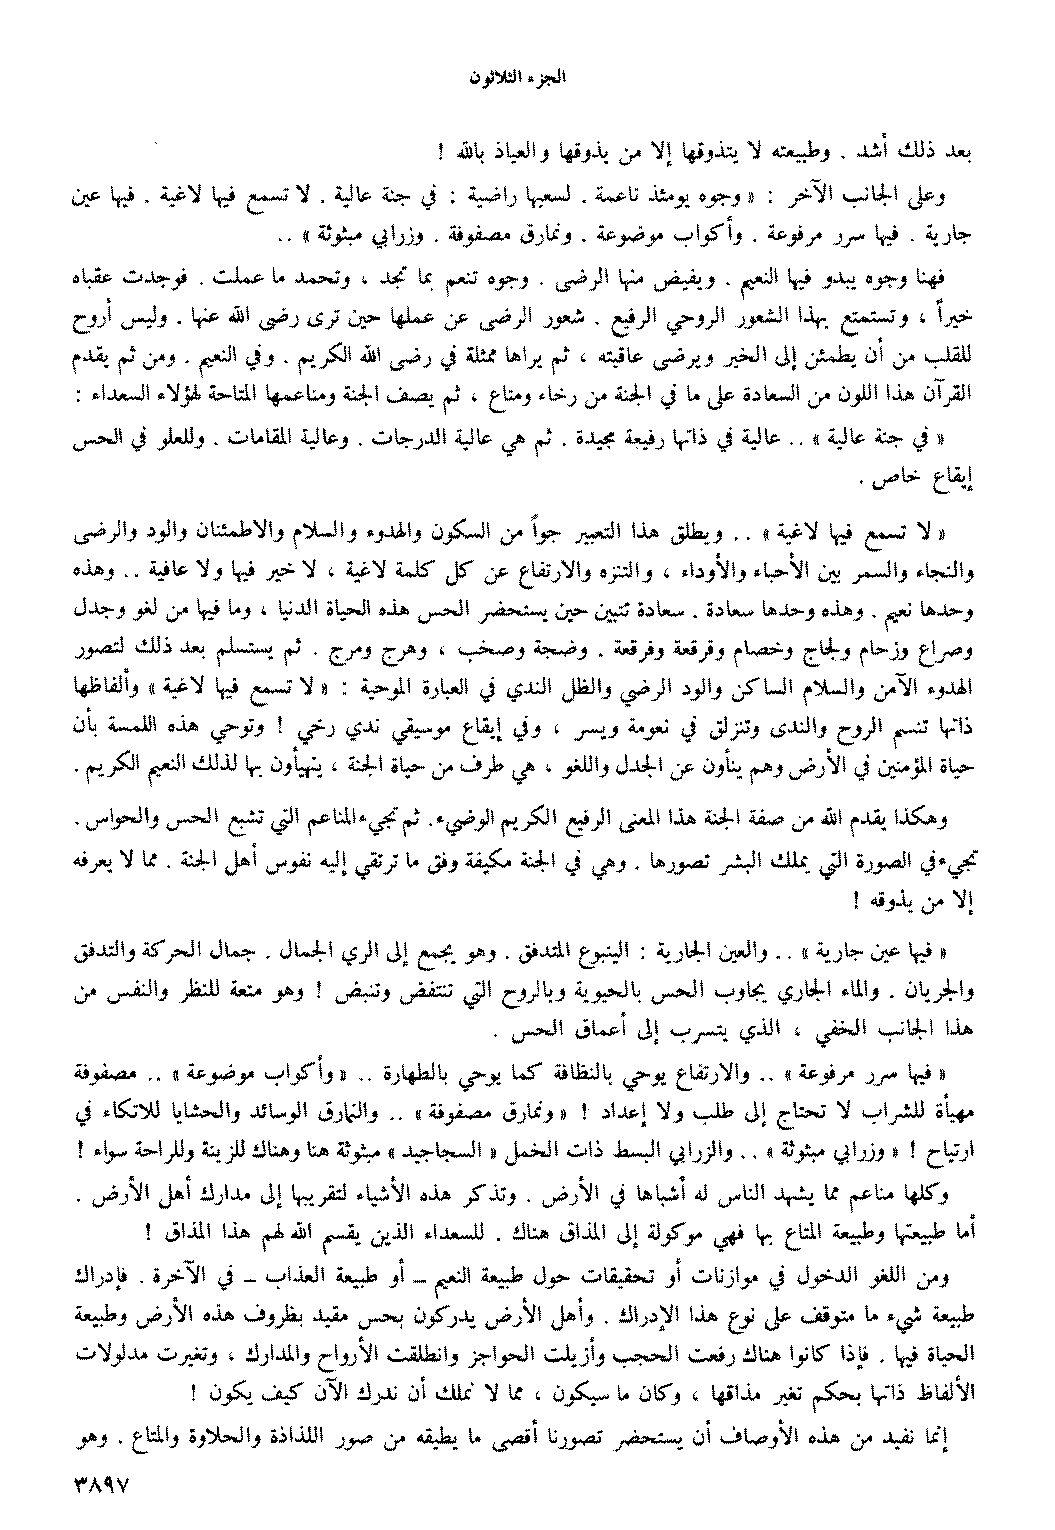 الجزء الثلاثون
بعد ذلك أشد . وطبيعته لا يتذوقها إلا من يذوقها والعياذ بالله !
وعلى الجانب الآخر : « وجوه يومئذ ناعمة . لسعيها راضية : في جنة عالية . لا تسمع فيها لاغية . فيها عين
جارية . فيها سرر مرفوعة . وأكواب موضوعة . ونمارق مصفوفة . وزرابي مبثوثة » ..
فهنا وجوه يبدو فيها النعيم . ويفيض منها الرضى . وجوه تنعم بما تجد ، وتحمد ما عملت . فوجدت عقباه
خيراً ، وتستمتع بهذا الشعور الروحي الرفيع . شعور الرضى عن عملها حين ترى رضى الله عنها . وليس أروح
للقلب من أن يطمئن إلى الخير ويرضى عاقبته ، ثم يراها ممثلة في رضى الله الكريم . وفي النعيم . ومن ثم يقدم
القرآن هذا اللون من السعادة على ما في الجنة من رخاء ومتاع ، ثم يصف الجنة ومناعمها المتاحة لهؤلاء السعداء :
« في جنة عالية » .. عالية في ذاتها رفيعة مجيدة . ثم هي عالية الدرجات . وعالية المقامات . وللعلو في الحس
إيقاع خاص .
« لا تسمع فيها لاغية » .. ويطلق هذا التعبير جواً من السكون والهدوء والسلام والاطمئنان والود والرضى
والنجاء والسمر بين الأحباء والأوداء ، والتنزه والارتفاع عن كل كلمة لاغية ، لا خير فيها ولا عافية .. وهذه
وحدها نعيم . وهذه وحدها سعادة . سعادة تتبين حين يستحضر الحس هذه الحياة الدنيا ، وما فيها من لغو وجدل
وصراع وزحام ولجاج وخصام وقرقعة وفرقعة . وضجة وصخب ، وهرج ومرج . ثم يستسلم بعد ذلك لتصور
الهدوء الآمن والسلام الساكن والود الرضي والظل الندي في العبارة الموحية : « لا تسمع فيها لاغية » وألفاظها
ذاتها تنسم الروح والندى وتنزلق في نعومة ويسر ، وفي إيقاع موسيقي ندي رخي ! وتوحي هذه اللمسة بأن
حياة المؤمنين في الأرض وهم ينأون عن الجدل واللغو ، هي طرف من حياة الجنة ، يتهيأون بها لذلك النعيم الكريم .
وهكذا يقدم الله من صفة الجنة هذا المعنى الرفيع الكريم الوضيء. ثم تجيء المناعم التي تشبع الحس والحواس .
تجيء في الصورة التي يملك البشر تصورها . وهي في الجنة مكيفة وفق ما ترتقي إليه نفوس أهل الجنة . مما لا يعرفه
إلا من يذوقه !
« فيها عين جارية » .. والعين الجارية : الينبوع المتدفق . وهو يجمع إلى الري الجمال . جمال الحركة والتدفق
والجريان . والماء الجاري يجاوب الحس بالحيوية وبالروح التي تنتفض وتنبض ! وهو متعة للنظر والنفس من
هذا الجانب الخفي ، الذي يتسرب إلى أعماق الحس .
« فيها سرر مرفوعة » .. والارتفاع يوحي بالنظافة كما يوحي بالطهارة .. « وأكواب موضوعة » .. مصفوفة
مهيأة للشراب لا تحتاج إلى طلب ولا إعداد ! « ونمارق مصفوفة » .. والنمارق الوسائد والحشايا للاتكاء في
ارتياح ! « وزرابي مبثوثة » .. والزرابي البسط ذات الخمل « السجاجيد » مبثوثة هنا وهناك للزينة وللراحة سواء !
وكلها مناعم مما يشهد الناس له أشباها في الأرض . وتذكر هذه الأشياء لتقريبها إلى مدارك أهل الأرض .
أما طبيعتها وطبيعة المتاع بها فهي موكولة إلى المذاق هناك . للسعداء الذين يقسم الله لهم هذا المذاق !
ومن اللغو الدخول في موازنات أو تحقيقات حول طبيعة النعيم ــ أو طبيعة العذاب ــ في الآخرة . فإدراك
طبيعة شيء ما متوقف على نوع هذا الإدراك . وأهل الأرض يدركون بحس مقيد بظروف هذه الأرض وطبيعة
الحياة فيها . فإذا كانوا هناك رفعت الحجب وأزيلت الحواجز وانطلقت الأرواح والمدارك ، وتغيرت مدلولات
الألفاظ ذاتها بحكم تغير مذاقها ، وكان ما سيكون ، مما لا نملك أن ندرك الآن كيف يكون !
إنما نفيد من هذه الأوصاف أن يستحضر تصورنا أقصى ما يطيقه من صور اللذاذة والحلاوة والمتاع . وهو
٣٨٩٧